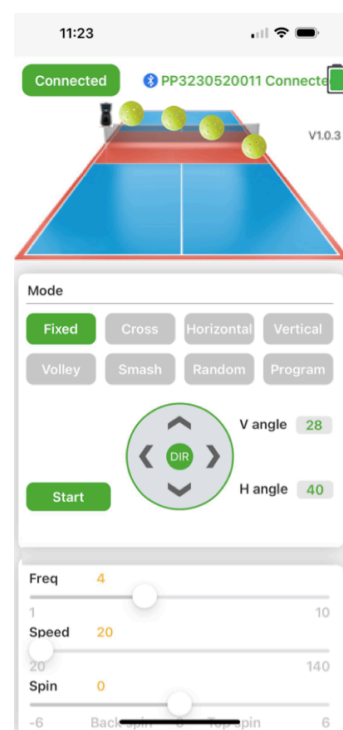 11:23
Connected PP3230520011 Connecte
V1.0.3
Mode
Fixed Cross Horizontal Vertical
Volley Smash Random Program
V angle 28
DIR
Start H angle 40
Freq 4
1 10
Speed 20
20 140
Spin 0
-6 Back spin 0 Top spin 6